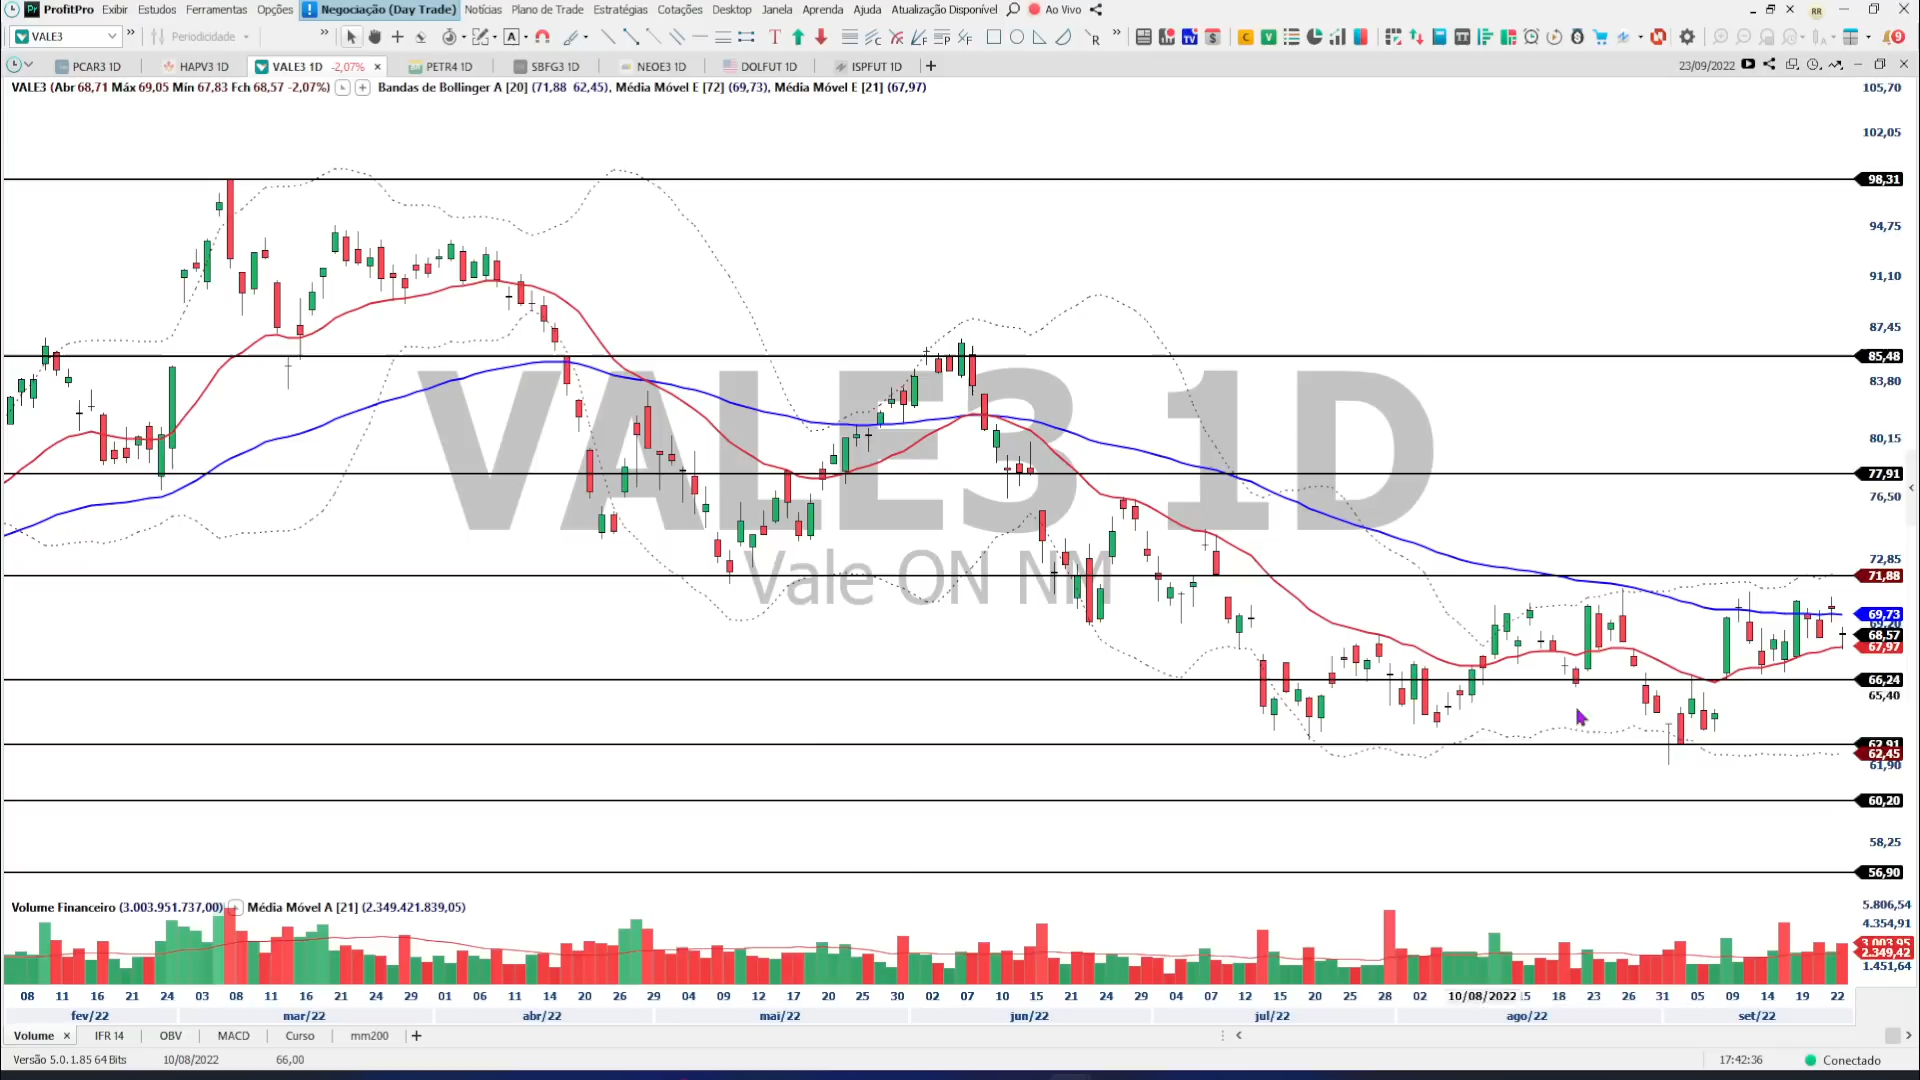 ProfitPro Exibir Estudos Ferramentas Opções ! Negociação (Day Trade) Notícias Plano de Trade Estratégias Cotações Desktop Janela Aprenda Ajuda Atualização Disponível Ao Vivo RR
VALE3 Periodicidade
PCAR3 1D HAPV3 1D VALE3 1D -2,07% × PETR4 1D SBFG3 1D NEOE3 1D DOLFUT 1D ISPFUT 1D + 23/09/2022
VALE3 (Abr 68,71 Máx 69,05 Mín 67,83 Fch 68,57 -2,07%) Bandas de Bollinger A [20] (71,88 62,45), Média Móvel E [72] (69,73), Média Móvel E [21] (67,97)
105,70
102,05
98,31
94,75
91,10
87,45
85,48
83,80
VALE3 1D
80,15
77,91
76,50
72,85
Vale ON NM
71,88
69,73
69,20
68,57
67,97
66,24
65,40
62,91
62,45
61,90
60,20
58,25
56,90
Volume Financeiro (3.003.951.737,00) Média Móvel A [21] (2.349.421.839,05)
5.806,54
4.354,91
3.003,95
2.349,42
1.451,64
08 11 16 21 24 03 08 11 16 21 24 29 01 06 11 14 20 26 29 04 09 12 17 20 25 30 02 07 10 15 21 24 29 04 07 12 15 20 25 28 02 10/08/2022 15 18 23 26 31 05 09 14 19 22
fev/22 mar/22 abr/22 mai/22 jun/22 jul/22 ago/22 set/22
Volume × IFR 14 OBV MACD Curso mm200 +
Versão 5.0.1.85 64 Bits 10/08/2022 66,00 17:42:36 Conectado